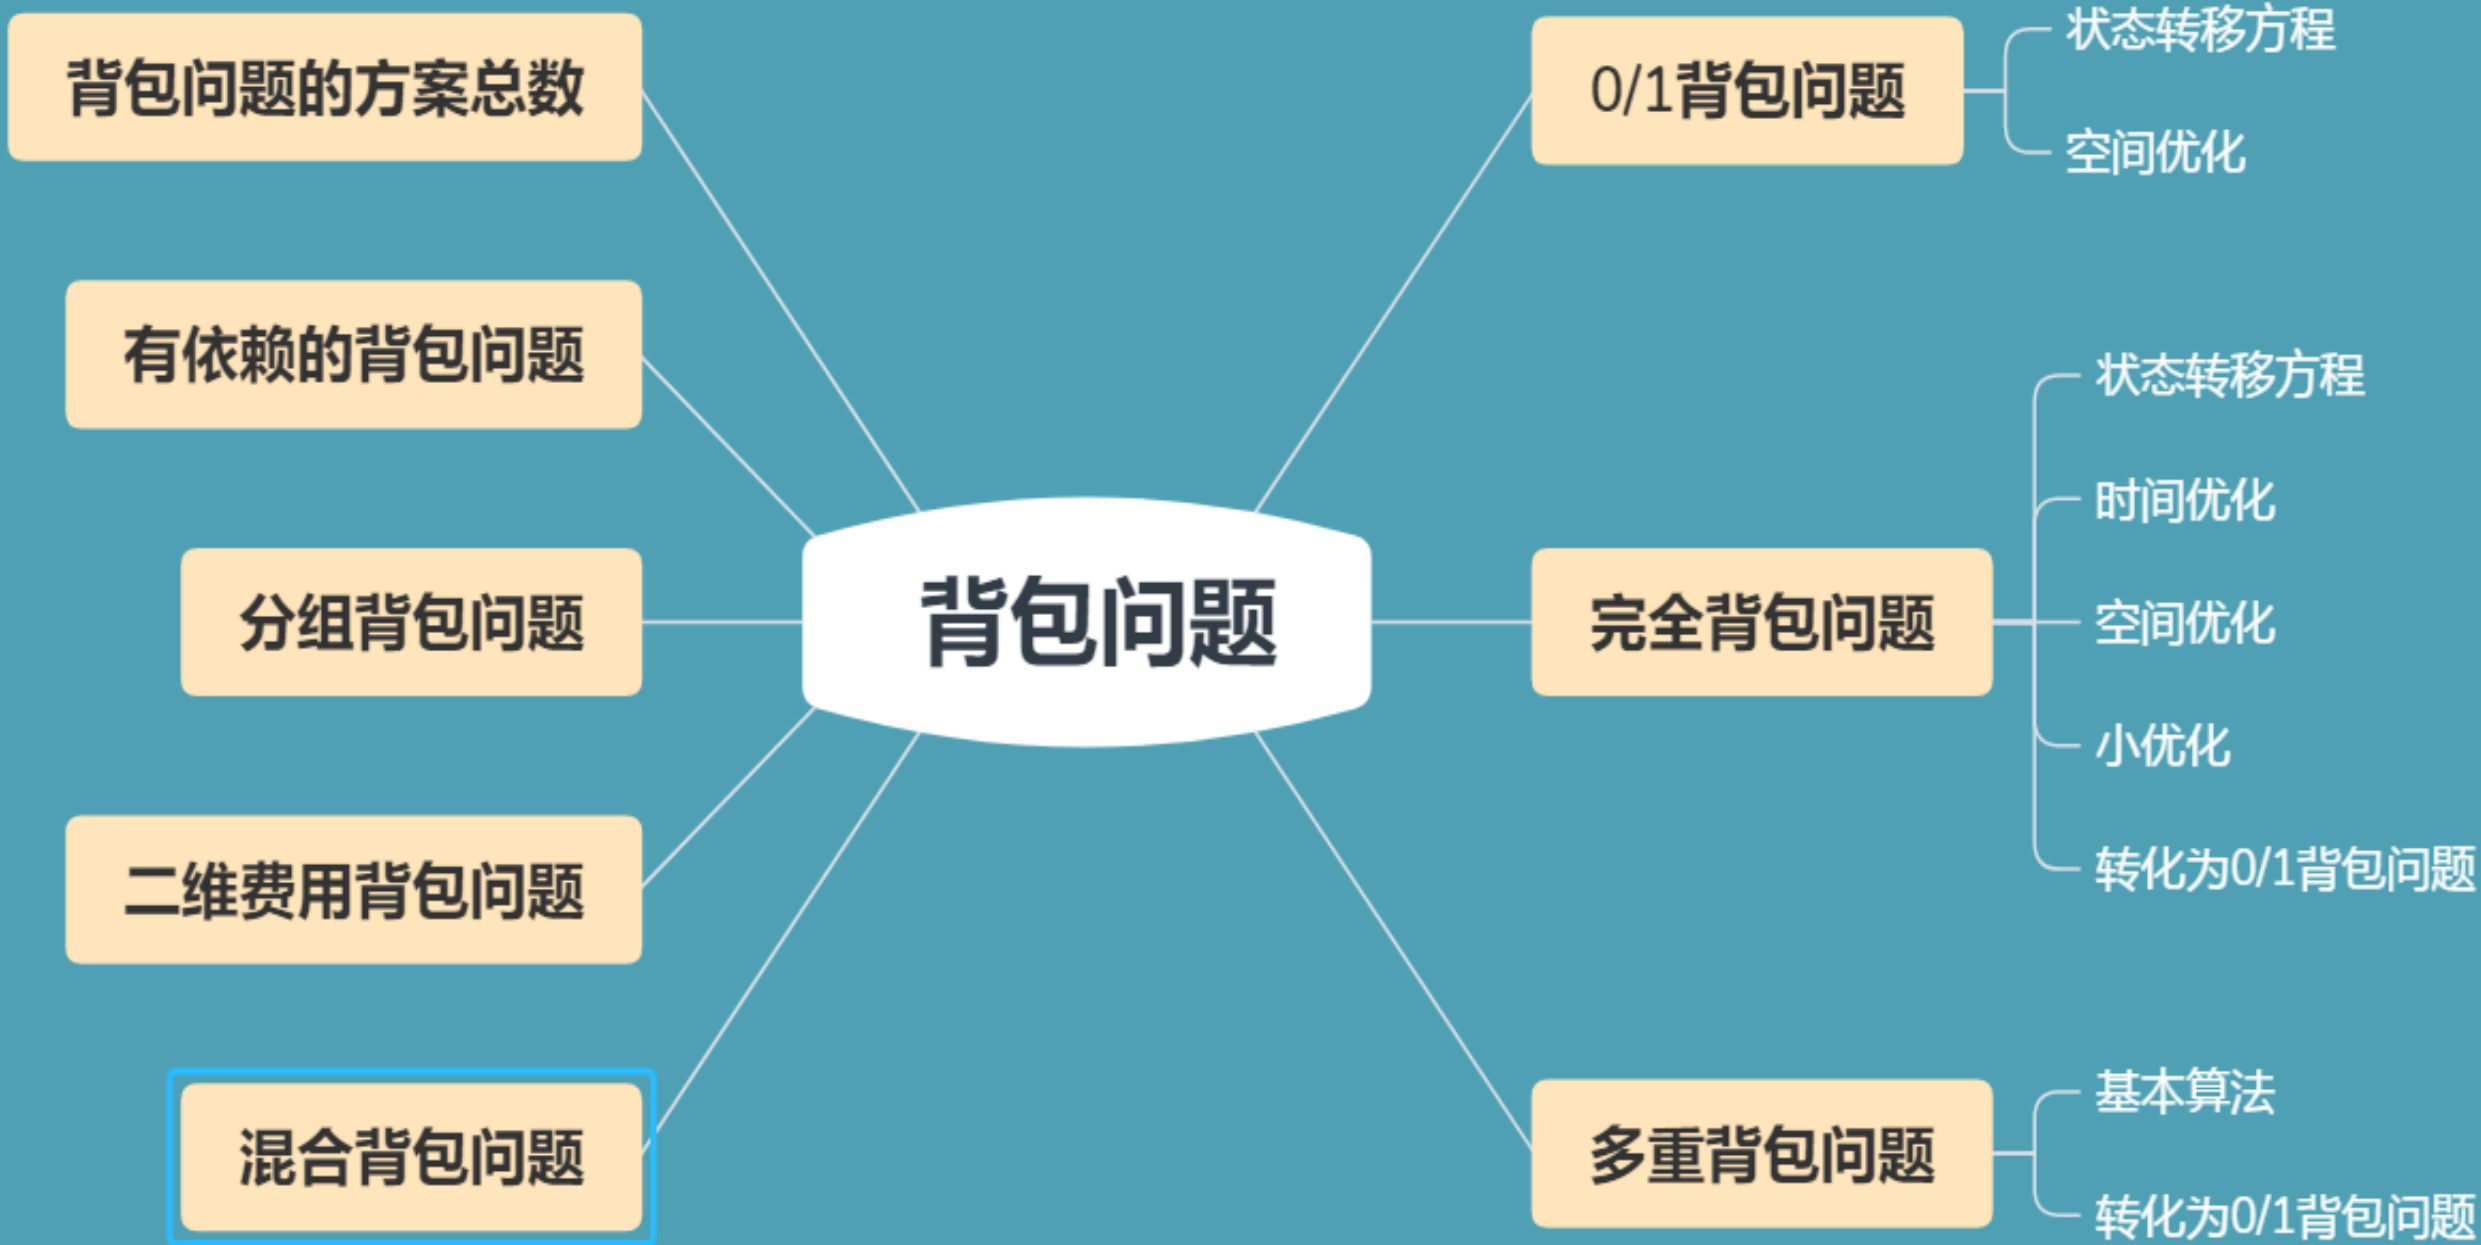 背包问题
0/1背包问题
状态转移方程
空间优化
完全背包问题
状态转移方程
时间优化
空间优化
小优化
转化为0/1背包问题
多重背包问题
基本算法
转化为0/1背包问题
背包问题的方案总数
有依赖的背包问题
分组背包问题
二维费用背包问题
混合背包问题